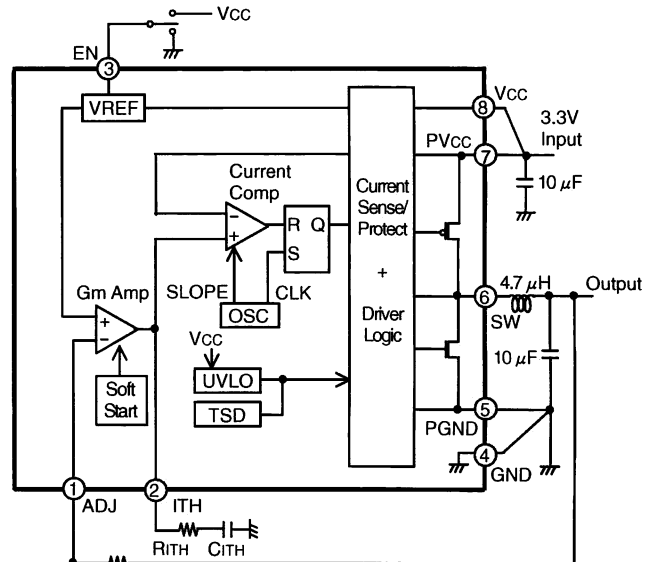 VCC
EN
3
VREF
8
VCC
3.3V
Input
PVCC
7
10 μF
Current
Comp
Current
Sense/
Protect
+
Driver
Logic
−
+
R
Q
S
SLOPE
CLK
OSC
Gm Amp
+
−
6
SW
4.7 μH
Output
10 μF
Soft
Start
VCC
UVLO
TSD
PGND
5
4
GND
1
ADJ
2
ITH
RITH
CITH